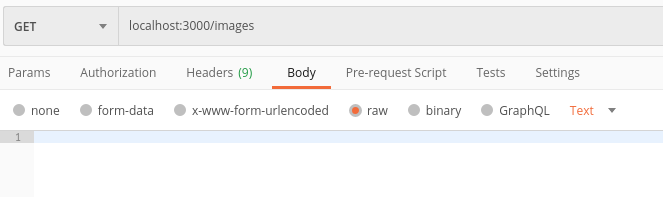 GET localhost:3000/images
Params Authorization Headers (9) Body Pre-request Script Tests Settings
none form-data x-www-form-urlencoded raw binary GraphQL Text
1